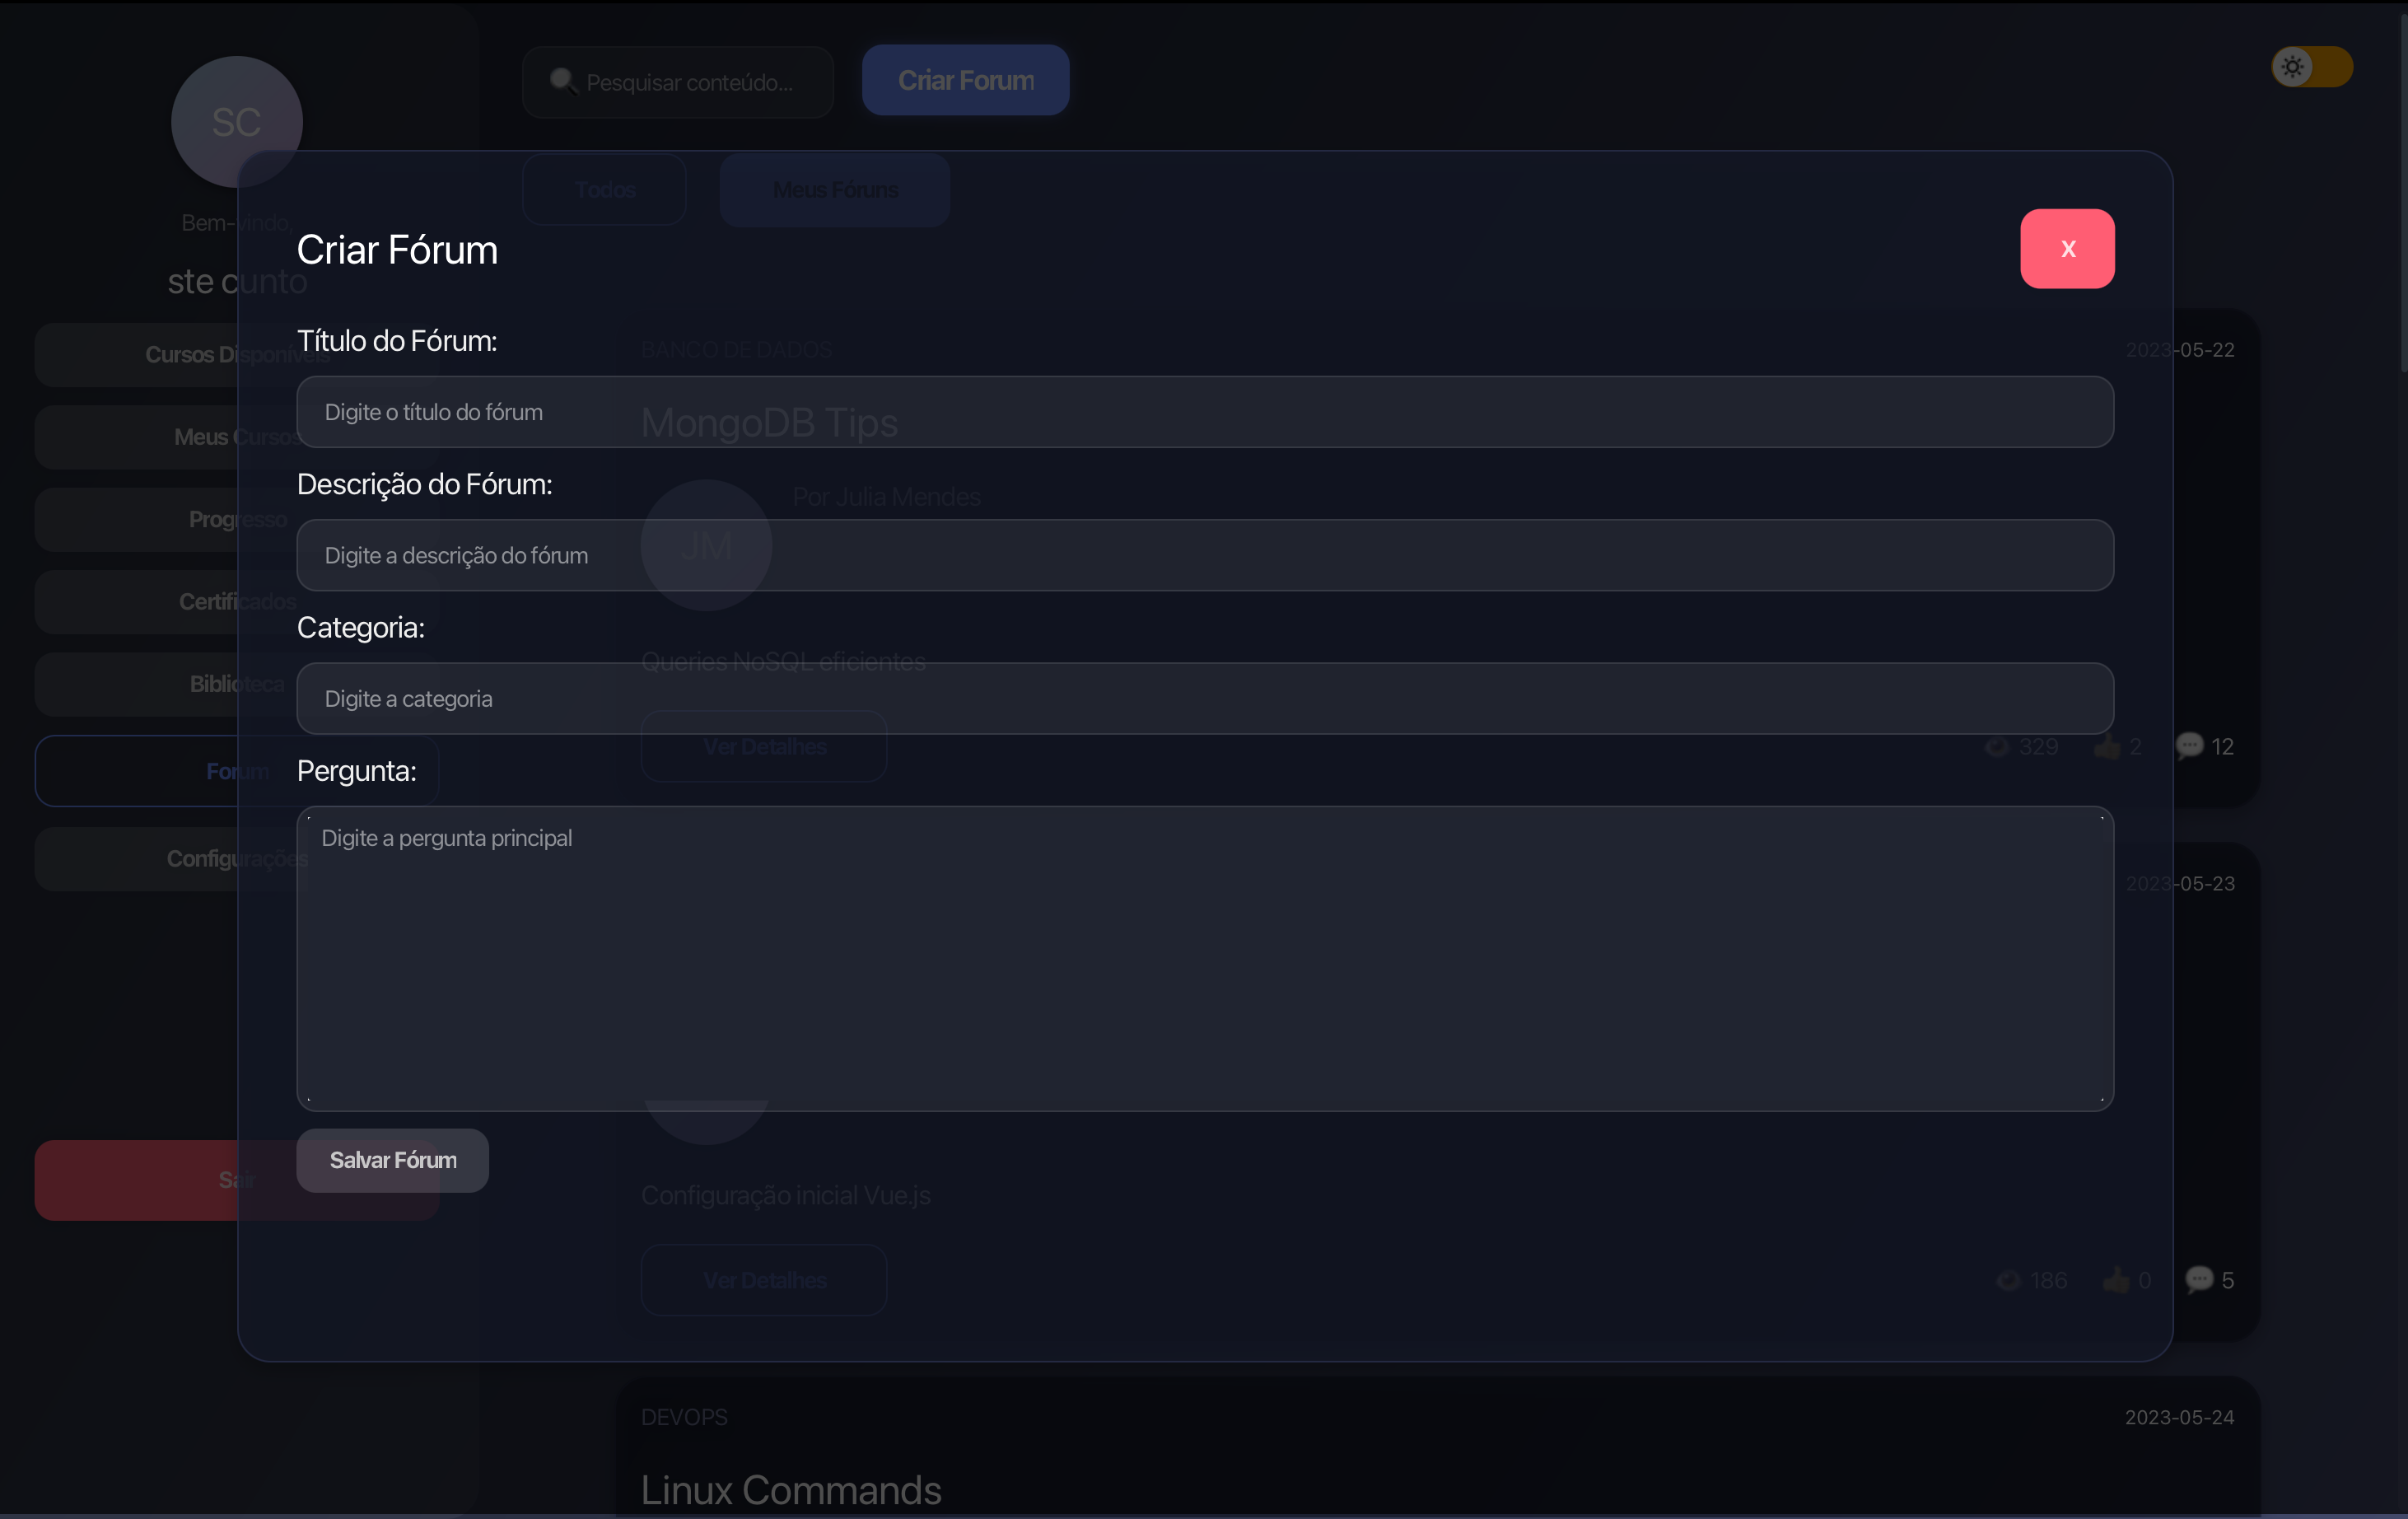 SC
Pesquisar conteúdo...
Criar Forum
Todos
Meus Fóruns
Bem-vindo,
ste cunto
Cursos Disponíveis
Meus Cursos
Progresso
Certificados
Biblioteca
Forum
Configurações
Sair
Criar Fórum
X
Título do Fórum:
Digite o título do fórum
Descrição do Fórum:
Digite a descrição do fórum
Categoria:
Digite a categoria
Pergunta:
Digite a pergunta principal
Salvar Fórum
BANCO DE DADOS
2023-05-22
MongoDB Tips
JM
Por Julia Mendes
Queries NoSQL eficientes
Ver Detalhes
329
2
12
2023-05-23
Configuração inicial Vue.js
Ver Detalhes
186
0
5
DEVOPS
2023-05-24
Linux Commands